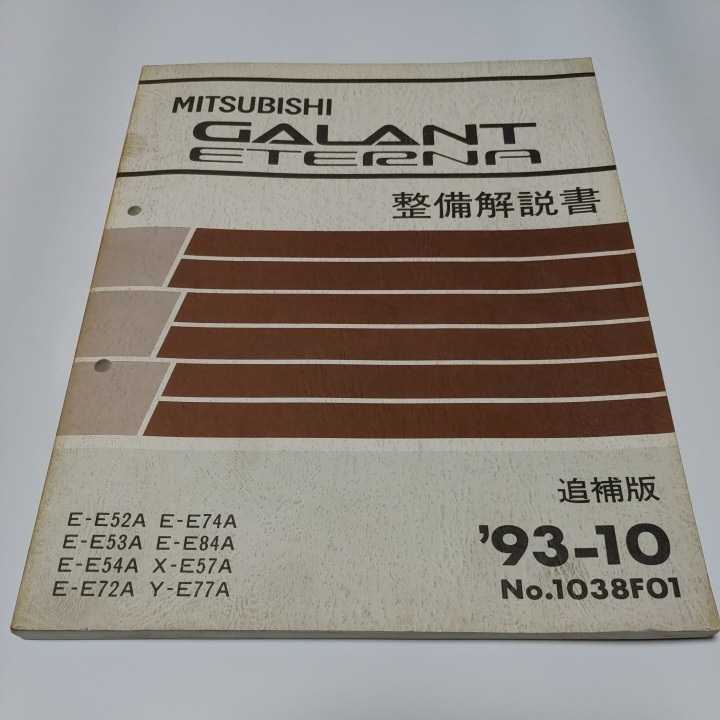 MITSUBISHI
GALANT
ETERNA
整備解説書
追補版
E-E52A E-E74A
E-E53A E-E84A
E-E54A X-E57A
E-E72A Y-E77A
'93-10
No.1038F01